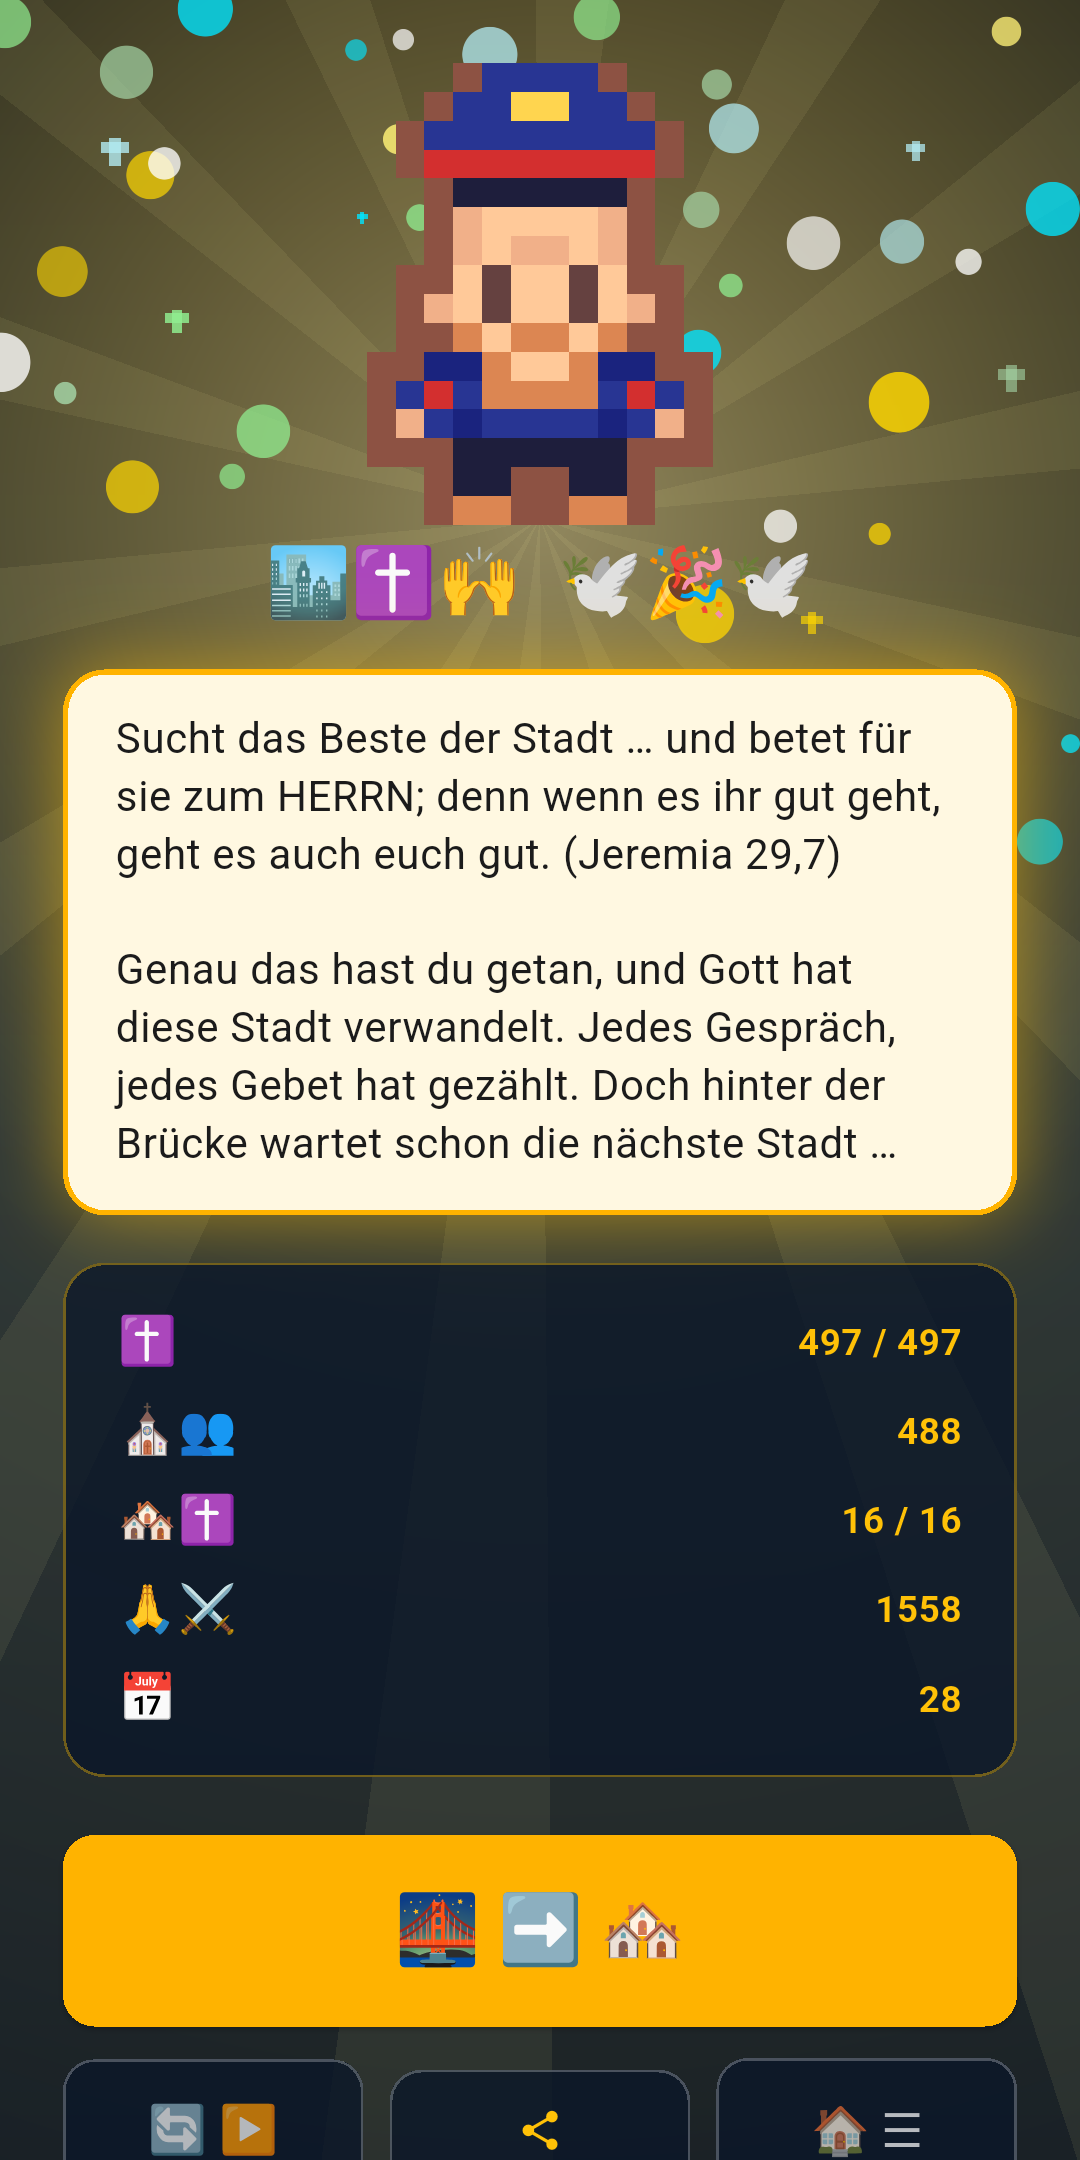 Sucht das Beste der Stadt … und betet für
sie zum HERRN; denn wenn es ihr gut geht,
geht es auch euch gut. (Jeremia 29,7)
Genau das hast du getan, und Gott hat
diese Stadt verwandelt. Jedes Gespräch,
jedes Gebet hat gezählt. Doch hinter der
Brücke wartet schon die nächste Stadt …
497 / 497
488
16 / 16
1558
July
17
28